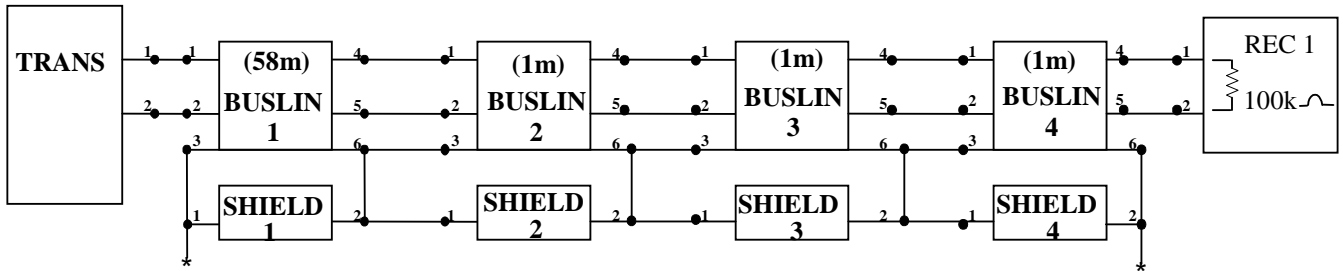 TRANS
1 1 (58m) 4 1 (1m) 4 1 (1m) 4 1 (1m) 4 1 REC 1
2 2 BUSLIN 5 2 BUSLIN 5 2 BUSLIN 5 2 BUSLIN 5 2 100k
1 2 3 4
3 6 3 6 3 6 3 6
1 SHIELD 2 1 SHIELD 2 1 SHIELD 2 1 SHIELD 2
1 2 3 4
* *